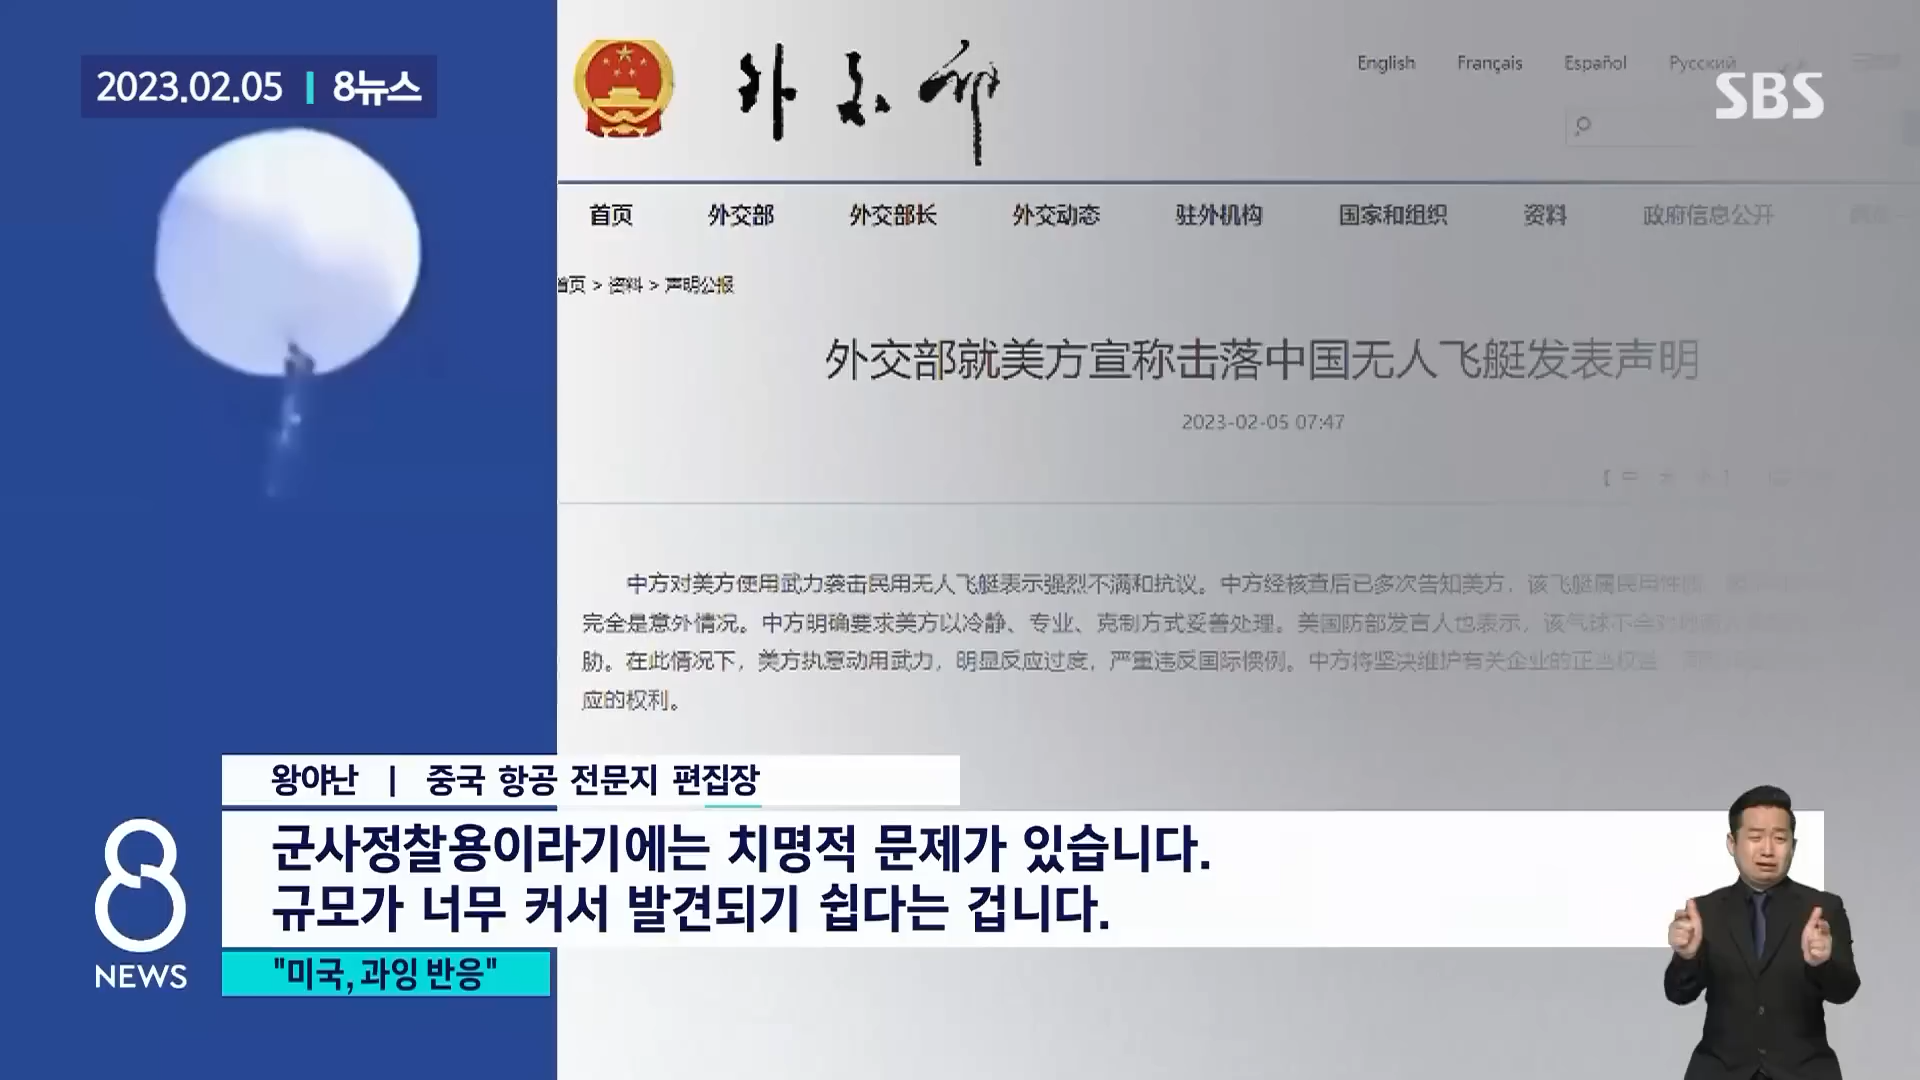 2023.02.05 | 8뉴스
SBS
外交部
English Français Español Русский
首页 外交部 外交部长 外交动态 驻外机构 国家和组织 资料 政府信息公开
首页 > 资料 > 声明公报
外交部就美方宣称击落中国无人飞艇发表声明
2023-02-05 07:47
中方对美方使用武力袭击民用无人飞艇表示强烈不满和抗议。中方经核查后已多次告知美方，该飞艇属民用性质
完全是意外情况。中方明确要求美方以冷静、专业、克制方式妥善处理。美国防部发言人也表示，该气球不会对地面
胁。在此情况下，美方执意动用武力，明显反应过度，严重违反国际惯例。中方将坚决维护有关企业的正当权益
应的权利。
왕야난 | 중국 항공 전문지 편집장
군사정찰용이라기에는 치명적 문제가 있습니다.
규모가 너무 커서 발견되기 쉽다는 겁니다.
8 NEWS
"미국, 과잉 반응"